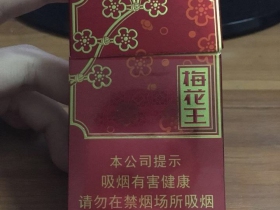 梅花王
本公司提示
吸烟有害健康
请勿在禁烟场所吸烟